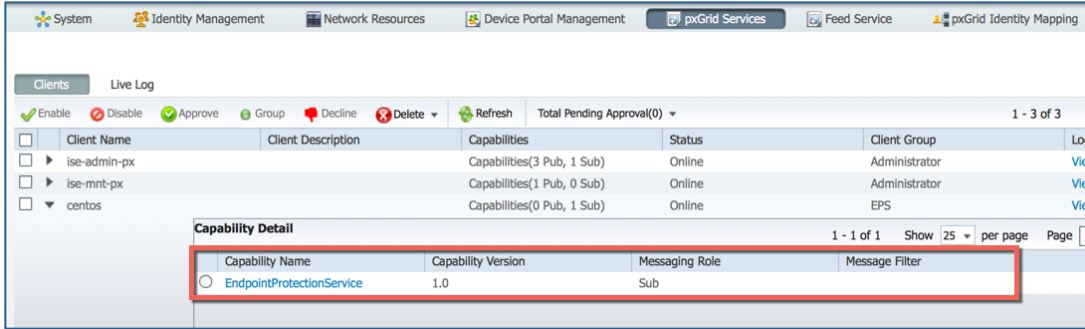 System Identity Management Network Resources Device Portal Management pxGrid Services Feed Service pxGrid Identity Mapping
Clients Live Log
Enable Disable Approve Group Decline Delete Refresh Total Pending Approval(0) 1 - 3 of 3
Client Name Client Description Capabilities Status Client Group Lo
ise-admin-px Capabilities(3 Pub, 1 Sub) Online Administrator Vie
ise-mnt-px Capabilities(1 Pub, 0 Sub) Online Administrator Vie
centos Capabilities(0 Pub, 1 Sub) Online EPS Vie
Capability Detail 1 - 1 of 1 Show 25 per page Page
Capability Name Capability Version Messaging Role Message Filter
EndpointProtectionService 1.0 Sub